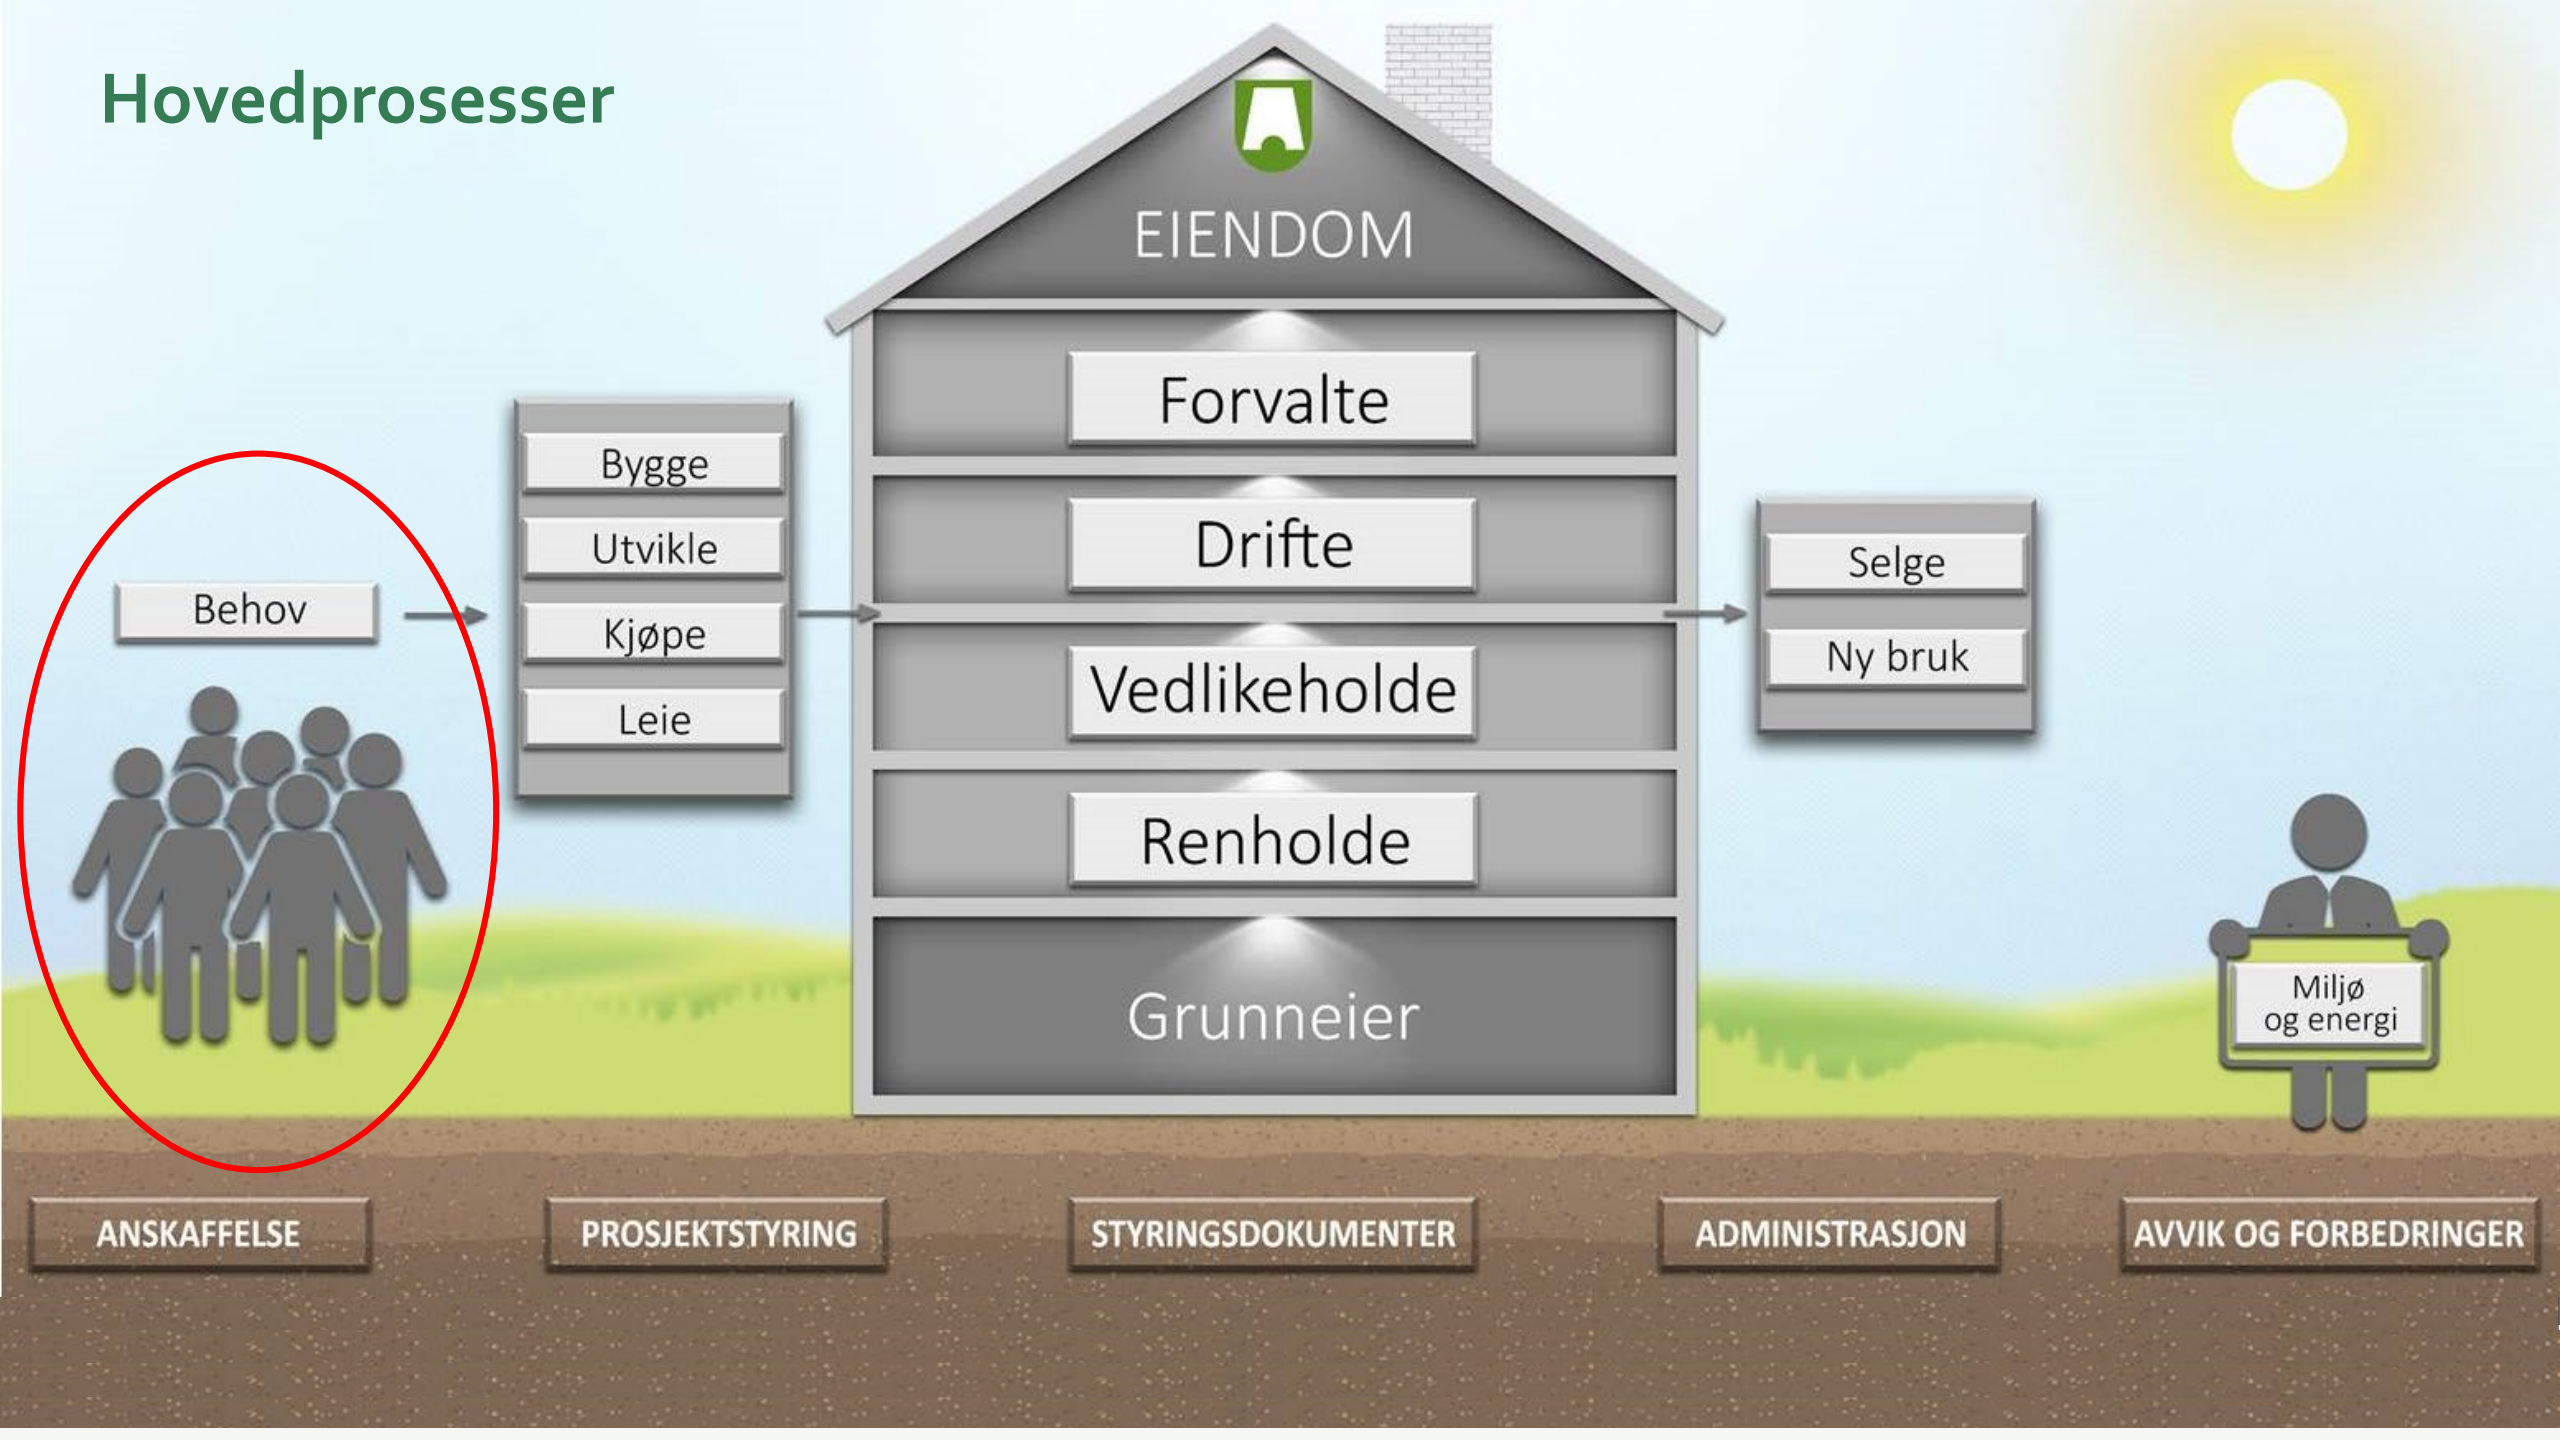 Hovedprosesser
EIENDOM
Forvalte
Drifte
Vedlikeholde
Renholde
Grunneier
Behov
Bygge
Utvikle
Kjøpe
Leie
Selge
Ny bruk
Miljø
og energi
ANSKAFFELSE
PROSJEKTSTYRING
STYRINGSDOKUMENTER
ADMINISTRASJON
AVVIK OG FORBEDRINGER